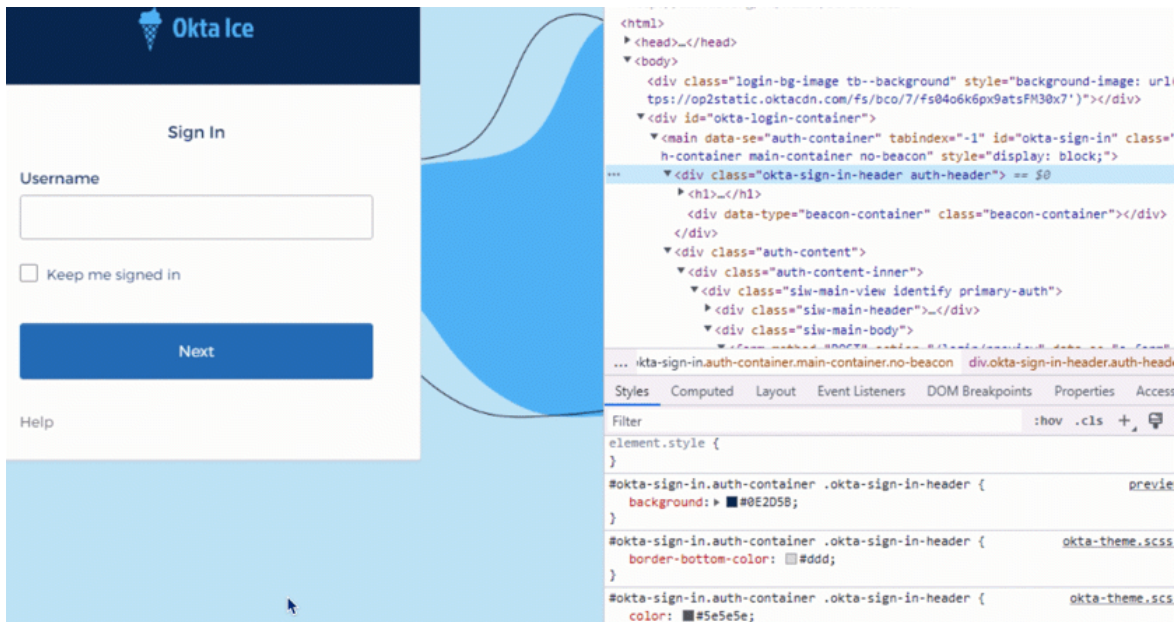 Okta Ice
Sign In
Username
Keep me signed in
Next
Help
<html>
<head>…</head>
<body>
<div class="login-bg-image tb--background" style="background-image: url(
tps://op2static.oktacdn.com/fs/bco/7/fs04o6k6px9atsFM30x7')"></div>
<div id="okta-login-container">
<main data-se="auth-container" tabindex="-1" id="okta-sign-in" class="
h-container main-container no-beacon" style="display: block;">
… <div class="okta-sign-in-header auth-header"> == $0
<h1>…</h1>
<div data-type="beacon-container" class="beacon-container"></div>
</div>
<div class="auth-content">
<div class="auth-content-inner">
<div class="siw-main-view identify primary-auth">
<div class="siw-main-header">…</div>
<div class="siw-main-body">
… kta-sign-in.auth-container.main-container.no-beacon div.okta-sign-in-header.auth-heade
Styles Computed Layout Event Listeners DOM Breakpoints Properties Access
Filter :hov .cls +
element.style {
}
#okta-sign-in.auth-container .okta-sign-in-header { previe
background: #0E2D5B;
}
#okta-sign-in.auth-container .okta-sign-in-header { okta-theme.scss
border-bottom-color: #ddd;
}
#okta-sign-in.auth-container .okta-sign-in-header { okta-theme.scs
color: #5e5e5e;